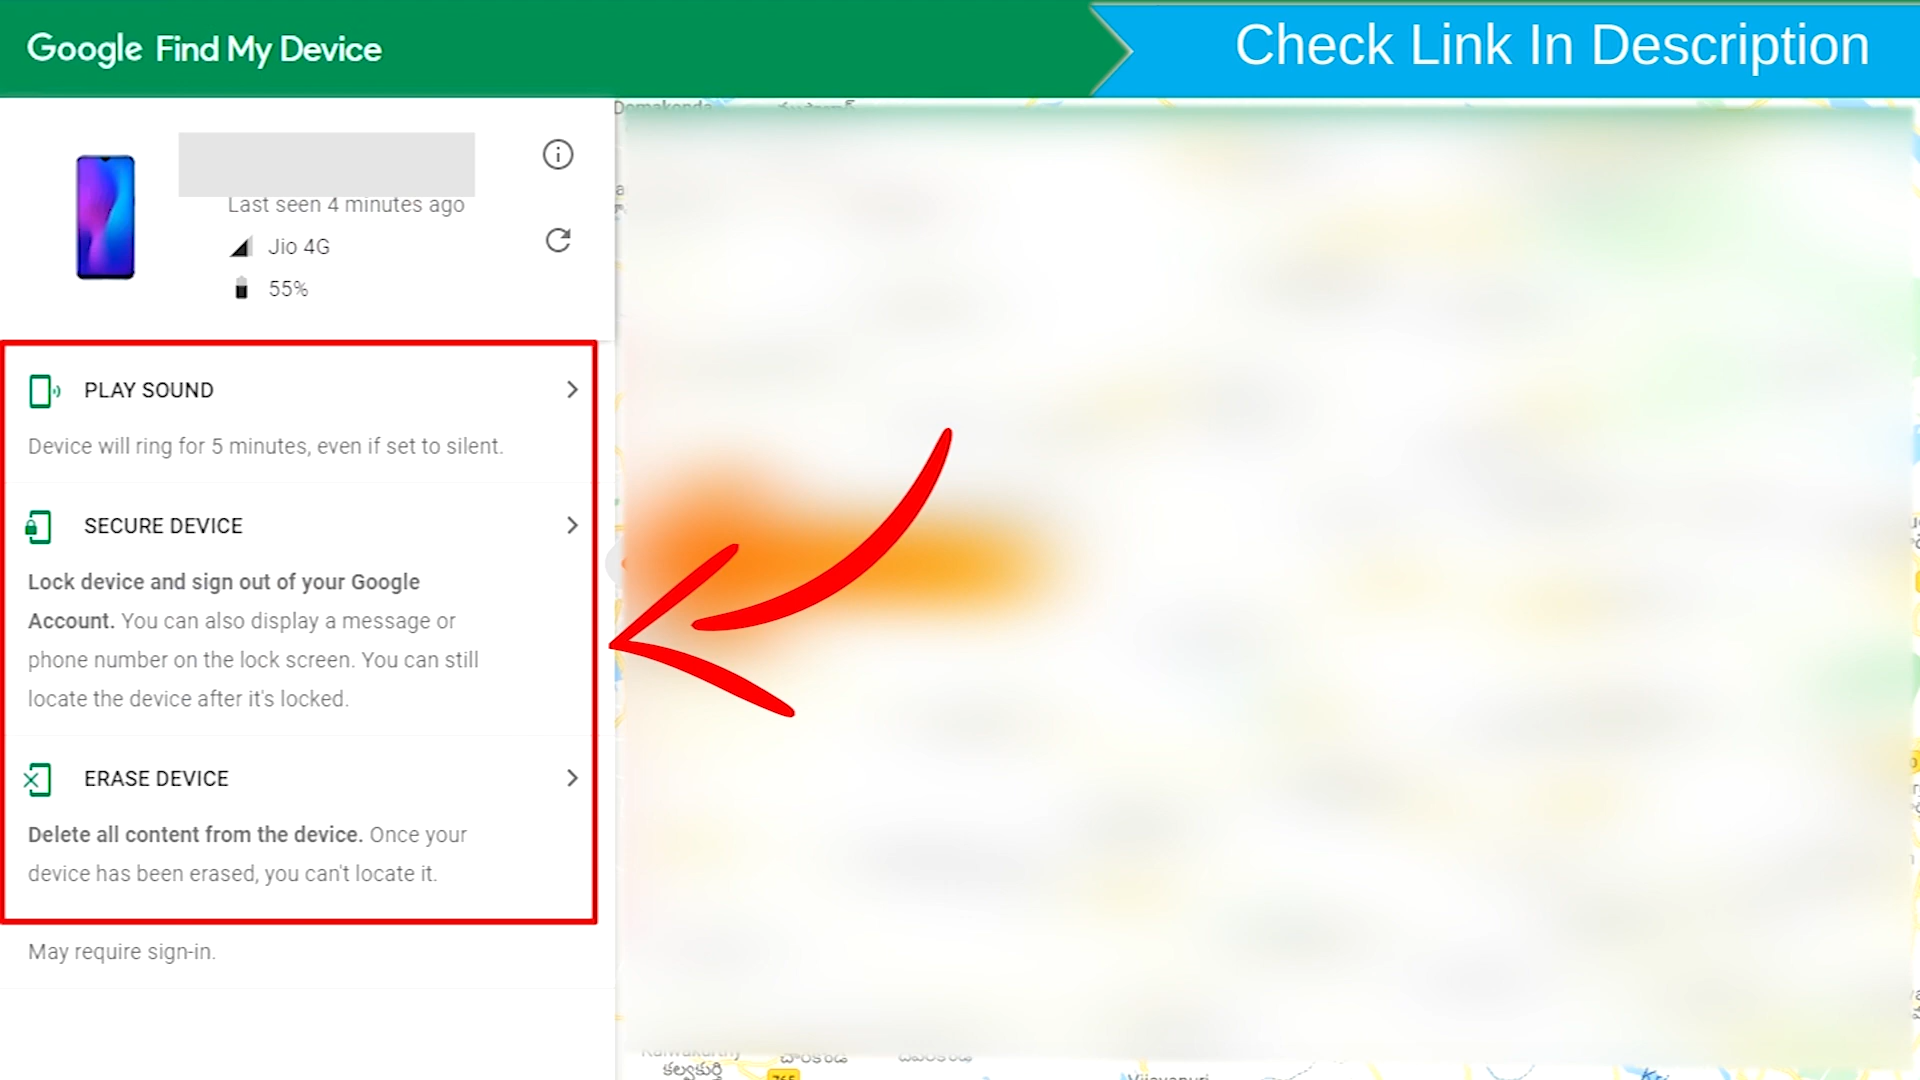 Google Find My Device
Check Link In Description
Last seen 4 minutes ago
Jio 4G
55%
PLAY SOUND
Device will ring for 5 minutes, even if set to silent.
SECURE DEVICE
Lock device and sign out of your Google
Account. You can also display a message or
phone number on the lock screen. You can still
locate the device after it's locked.
ERASE DEVICE
Delete all content from the device. Once your
device has been erased, you can't locate it.
May require sign-in.
Domakonda
కల్వకుర్తి
765